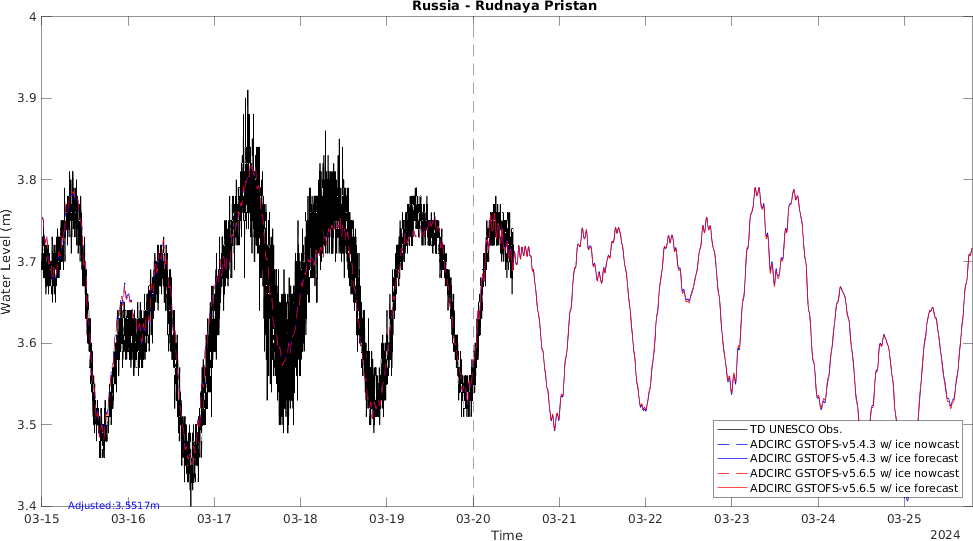 Russia - Rudnaya Pristan
4
3.9
3.8
3.7
3.6
3.5
3.4
Water Level (m)
Adjusted:3.5517m
TD UNESCO Obs.
ADCIRC GSTOFS-v5.4.3 w/ ice nowcast
ADCIRC GSTOFS-v5.4.3 w/ ice forecast
ADCIRC GSTOFS-v5.6.5 w/ ice nowcast
ADCIRC GSTOFS-v5.6.5 w/ ice forecast
03-15 03-16 03-17 03-18 03-19 03-20 03-21 03-22 03-23 03-24 03-25
Time
2024